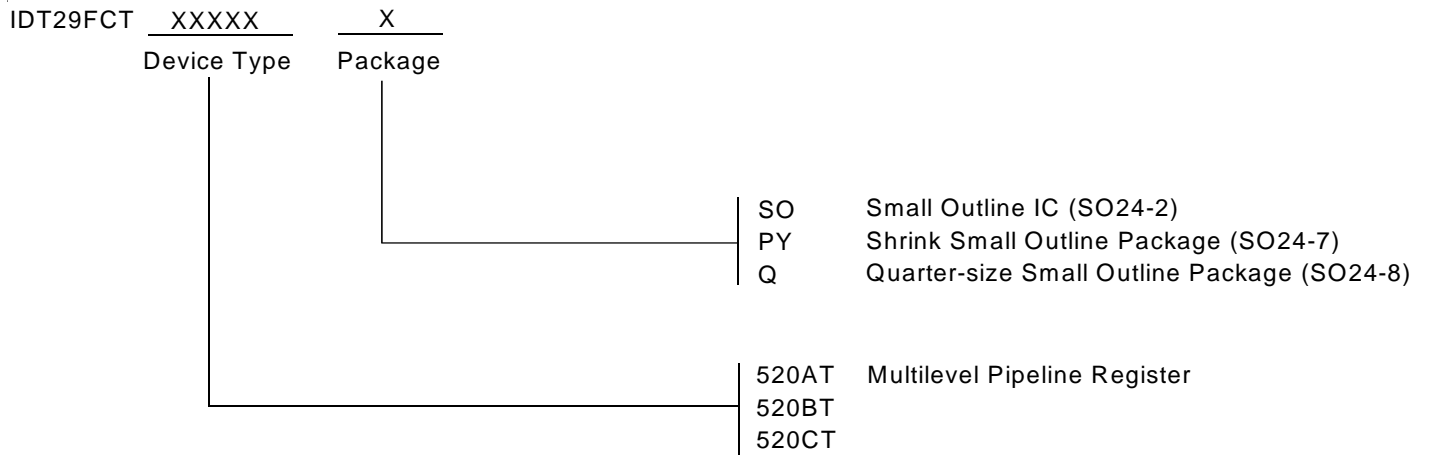 IDT29FCT XXXXX X
Device Type Package
SO Small Outline IC (SO24-2)
PY Shrink Small Outline Package (SO24-7)
Q Quarter-size Small Outline Package (SO24-8)
520AT Multilevel Pipeline Register
520BT
520CT